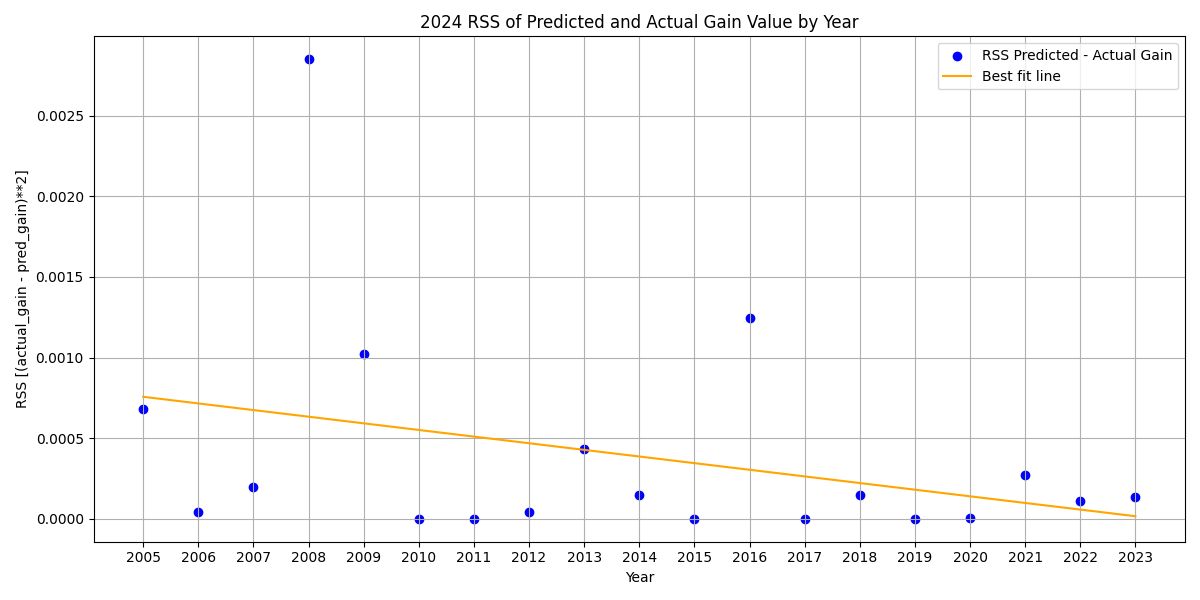 2024 RSS of Predicted and Actual Gain Value by Year
RSS Predicted - Actual Gain
Best fit line
RSS [(actual_gain - pred_gain)**2]
0.0025
0.0020
0.0015
0.0010
0.0005
0.0000
2005 2006 2007 2008 2009 2010 2011 2012 2013 2014 2015 2016 2017 2018 2019 2020 2021 2022 2023
Year